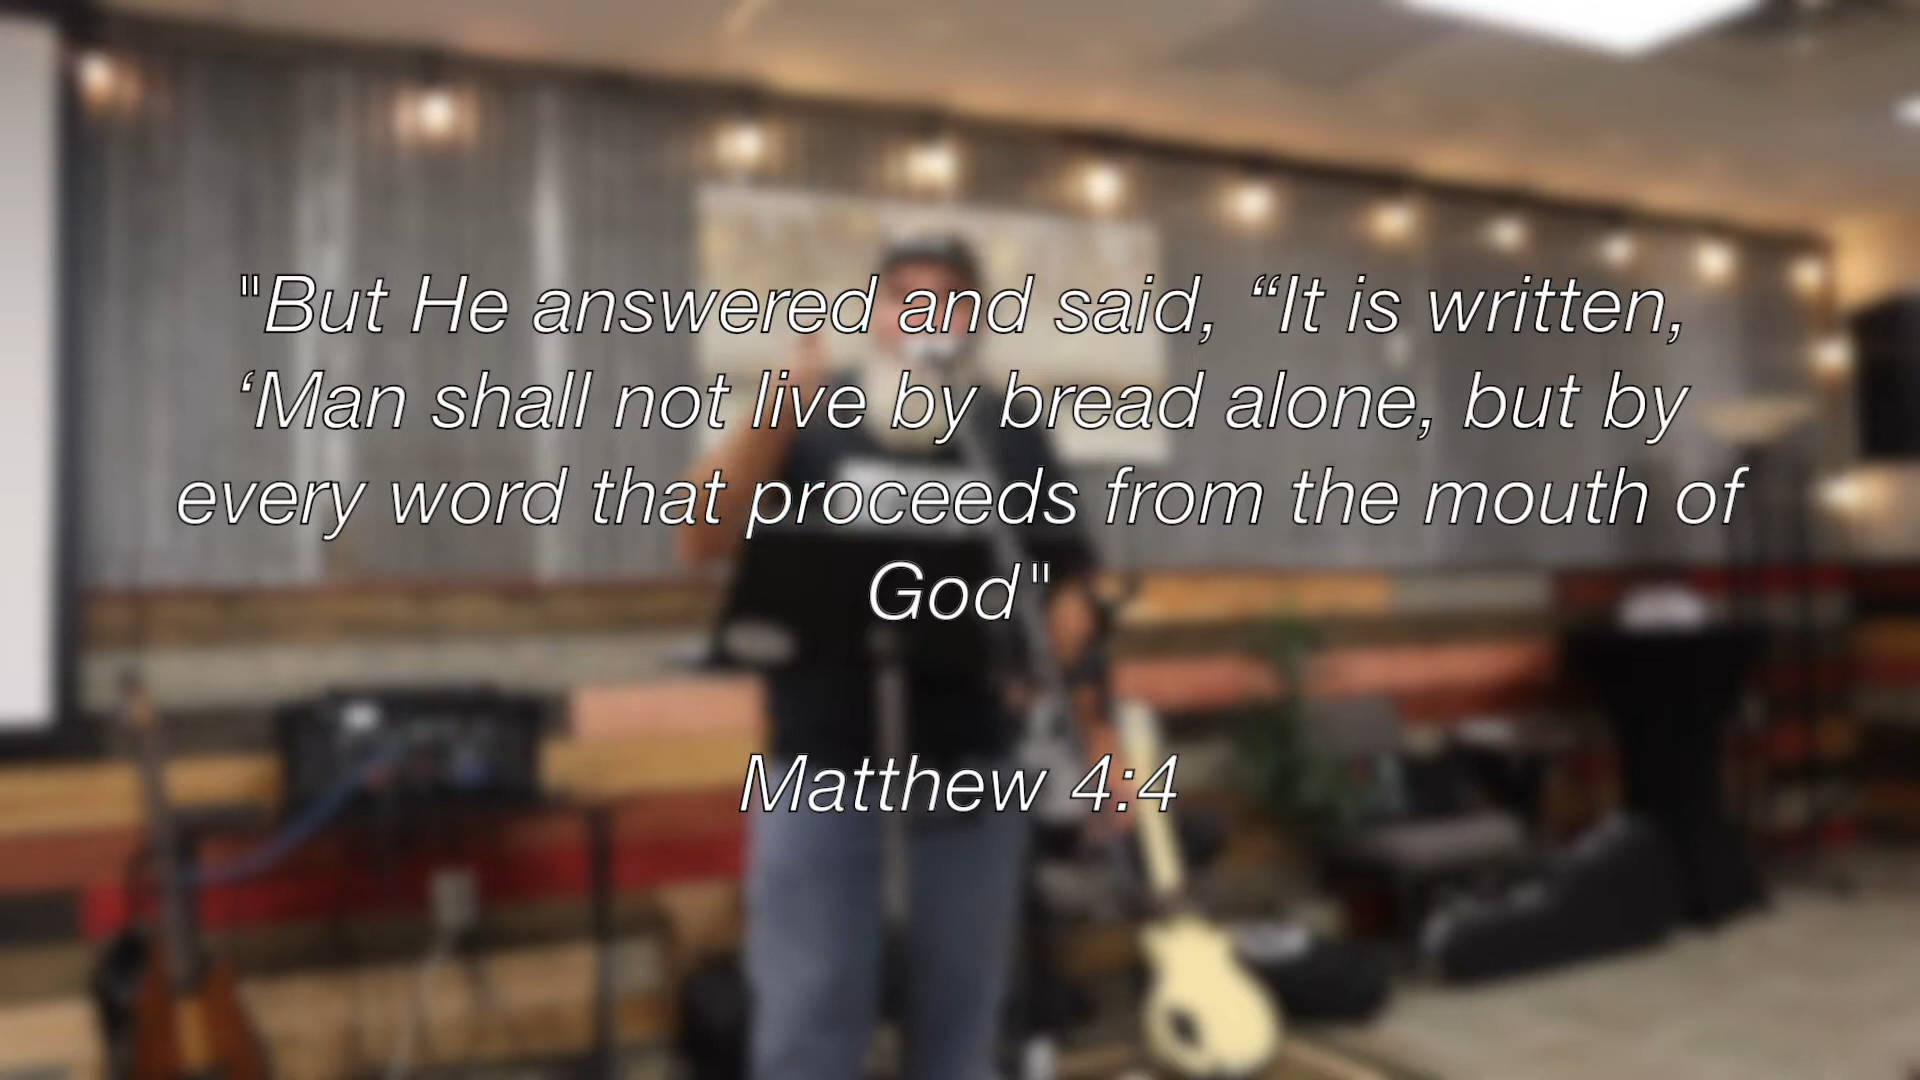 "But He answered and said, “It is written,
‘Man shall not live by bread alone, but by
every word that proceeds from the mouth of
God"
Matthew 4:4